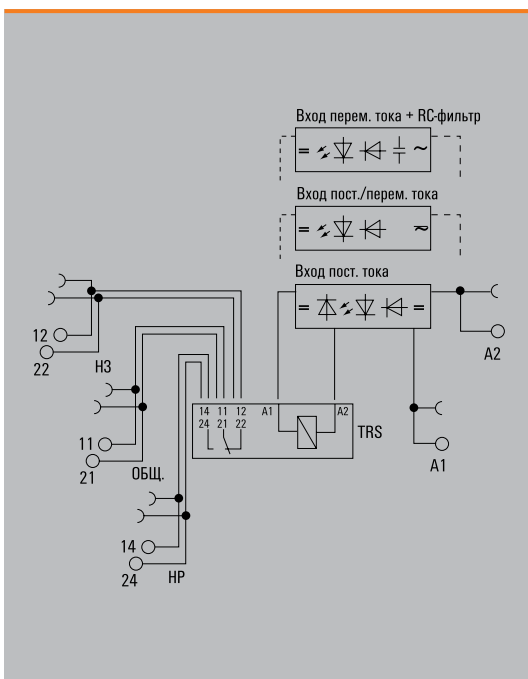 Вход перем. тока + RC-фильтр
= ~
Вход пост./перем. тока
=
Вход пост. тока
= =
12
22
НЗ
A2
14 11 12 A1 A2
24 21 22
TRS
11
21
ОБЩ.
A1
14
24
НР